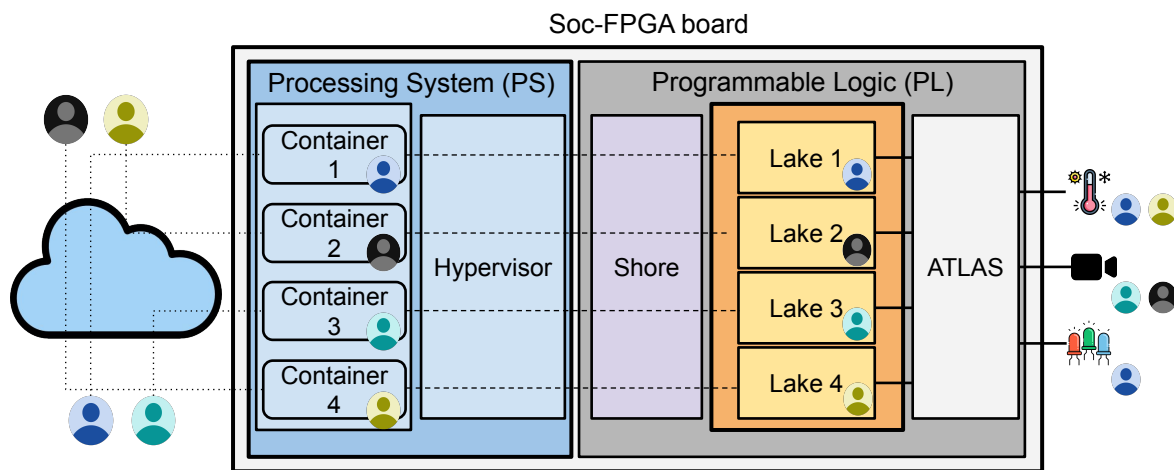 Soc-FPGA board
Processing System (PS)
Programmable Logic (PL)
Container
1
Container
2
Container
3
Container
4
Hypervisor
Shore
Lake 1
Lake 2
Lake 3
Lake 4
ATLAS